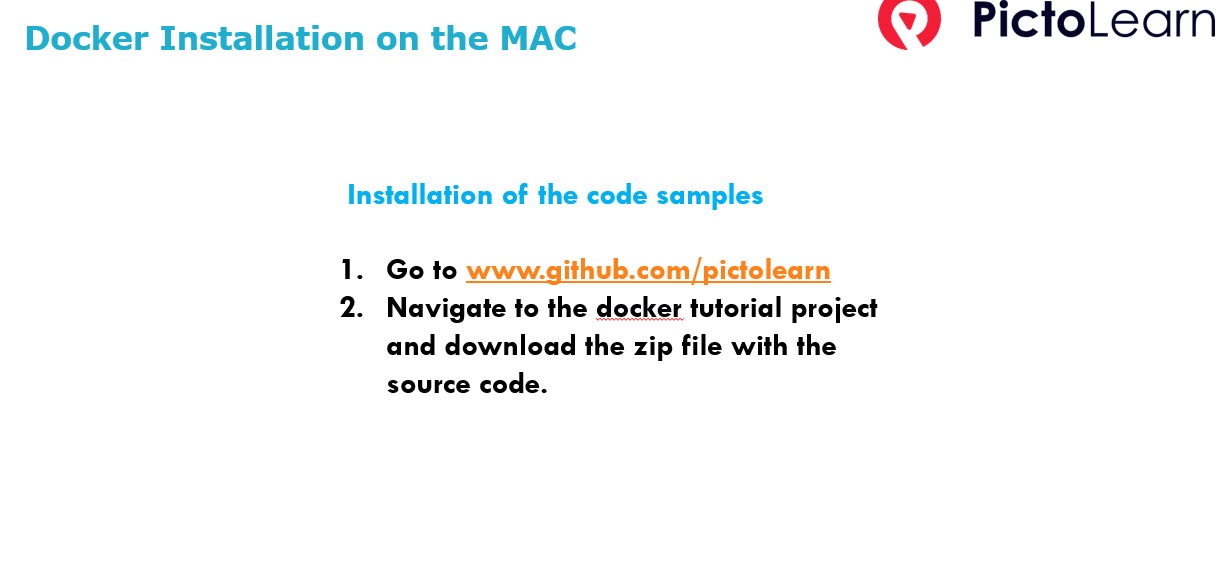 Docker Installation on the MAC
PictoLearn
Installation of the code samples
1. Go to www.github.com/pictolearn
2. Navigate to the docker tutorial project
and download the zip file with the
source code.